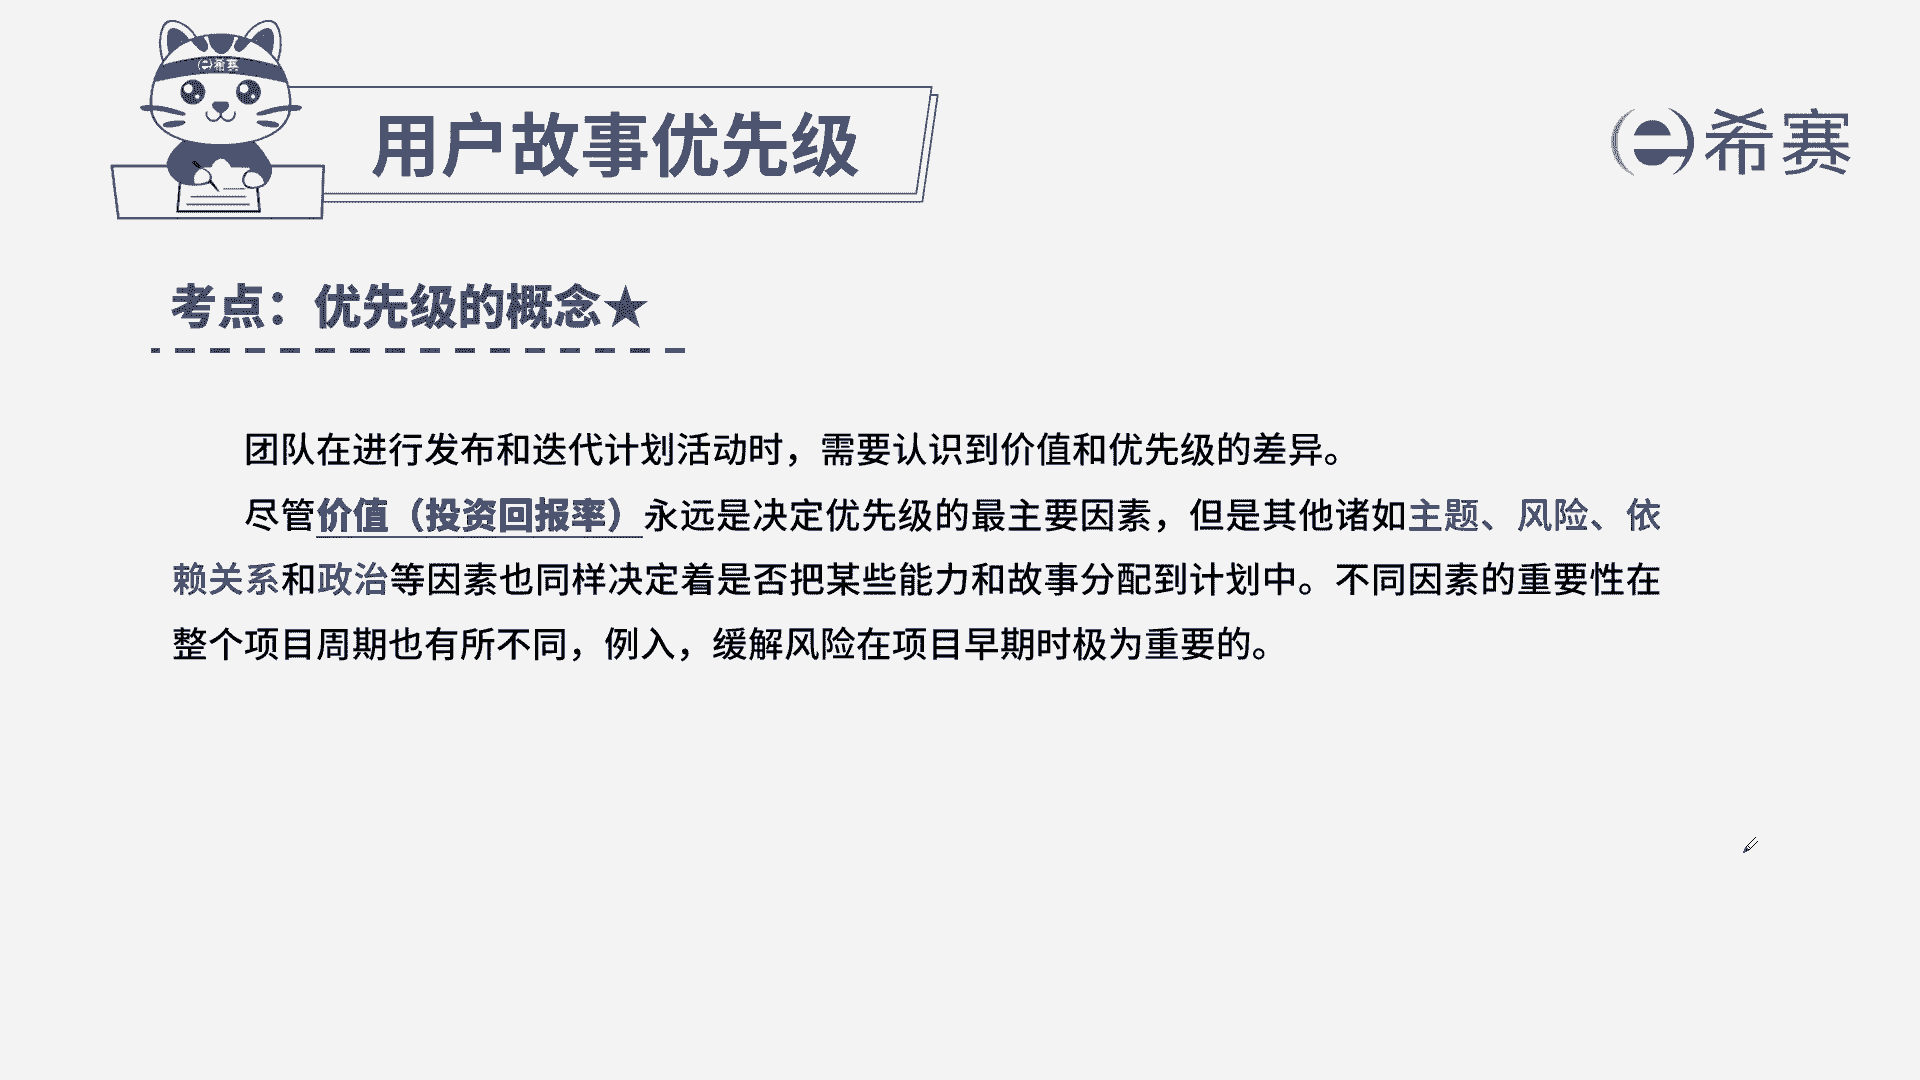 希赛
用户故事优先级
希赛
考点：优先级的概念★
团队在进行发布和迭代计划活动时，需要认识到价值和优先级的差异。
尽管价值（投资回报率）永远是决定优先级的最主要因素，但是其他诸如主题、风险、依
赖关系和政治等因素也同样决定着是否把某些能力和故事分配到计划中。不同因素的重要性在
整个项目周期也有所不同，例入，缓解风险在项目早期时极为重要的。